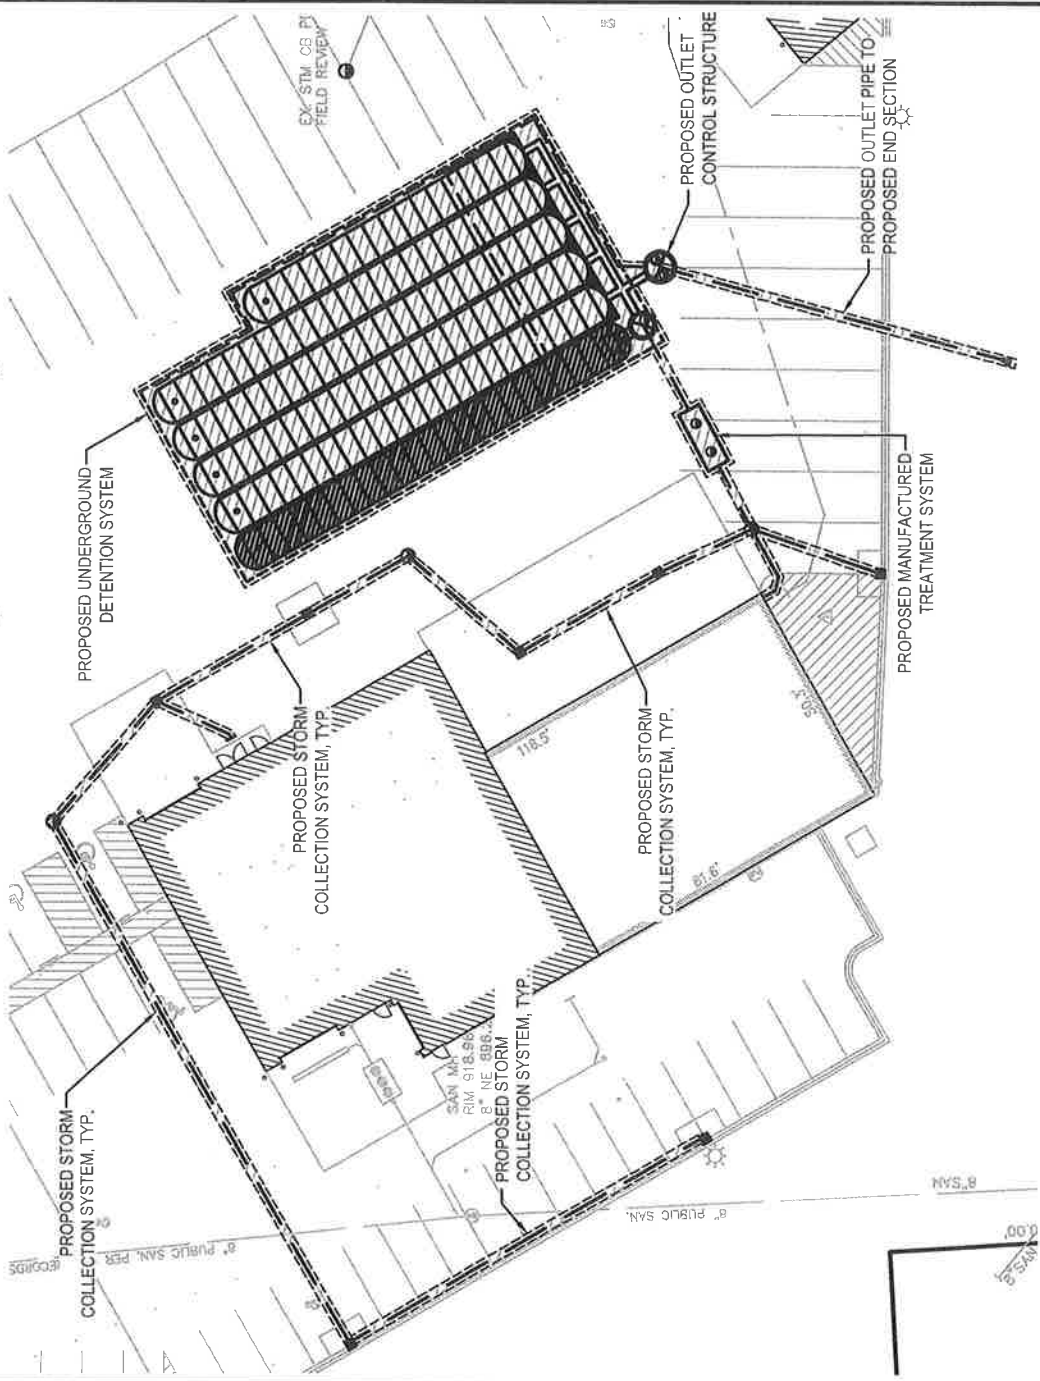 EX. STM CB P
FIELD REVIEW
PROPOSED OUTLET
CONTROL STRUCTURE
PROPOSED OUTLET PIPE TO
PROPOSED END SECTION
PROPOSED UNDERGROUND
DETENTION SYSTEM
PROPOSED MANUFACTURED
TREATMENT SYSTEM
PROPOSED STORM
COLLECTION SYSTEM, TYP.
PROPOSED STORM
COLLECTION SYSTEM, TYP.
118.5'
50.3'
81.6'
SAN MH
RIM 918.96
8" NE 896.
PROPOSED STORM
COLLECTION SYSTEM, TYP.
PROPOSED STORM
COLLECTION SYSTEM, TYP.
8" PUBLIC SAN. PER
RECORDS
8" PUBLIC SAN.
8"SAN
0.00'
8"SAN